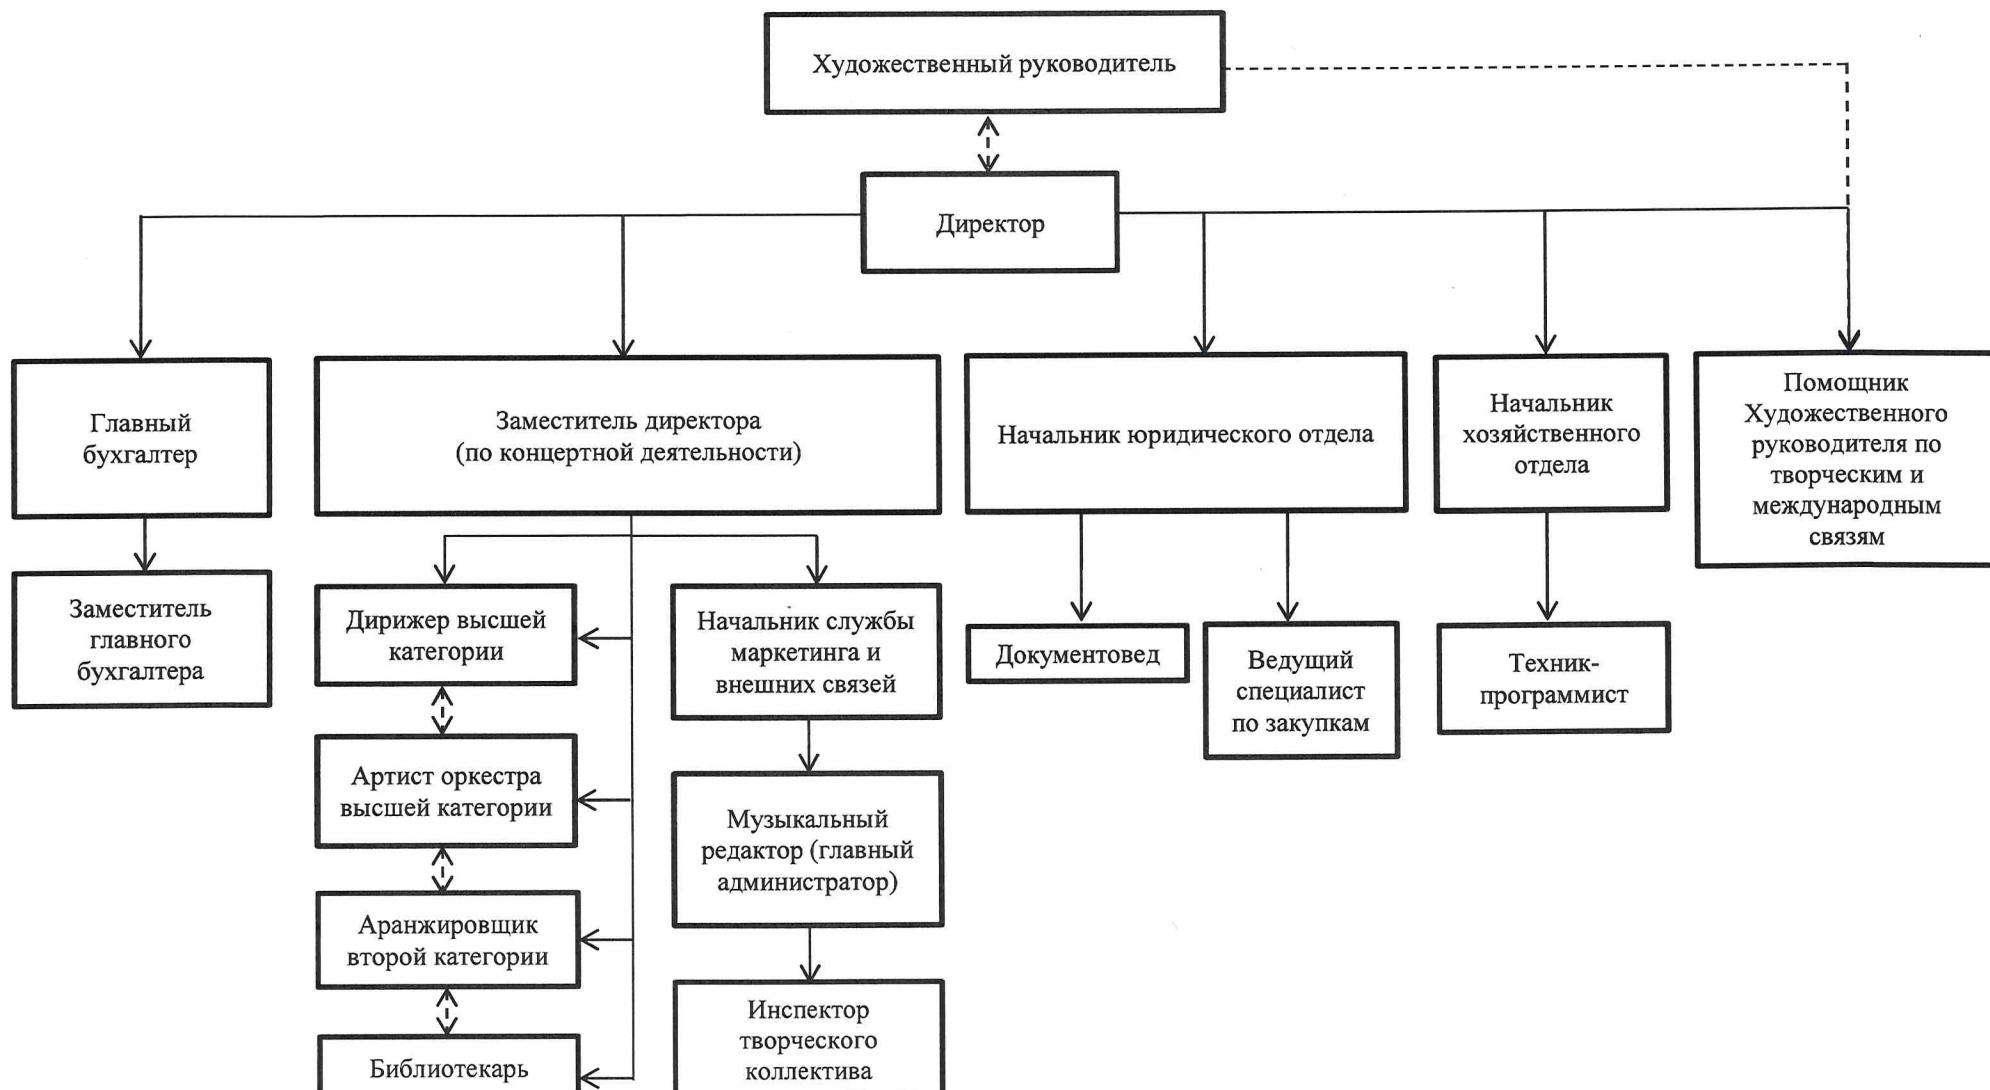 Художественный руководитель
Директор
Главный
бухгалтер
Заместитель директора
(по концертной деятельности)
Начальник юридического отдела
Начальник
хозяйственного
отдела
Помощник
Художественного
руководителя по
творческим и
международным
связям
Заместитель
главного
бухгалтера
Дирижер высшей
категории
Начальник службы
маркетинга и
внешних связей
Документовед
Ведущий
специалист
по закупкам
Техник-
программист
Артист оркестра
высшей категории
Музыкальный
редактор (главный
администратор)
Аранжировщик
второй категории
Инспектор
творческого
коллектива
Библиотекарь